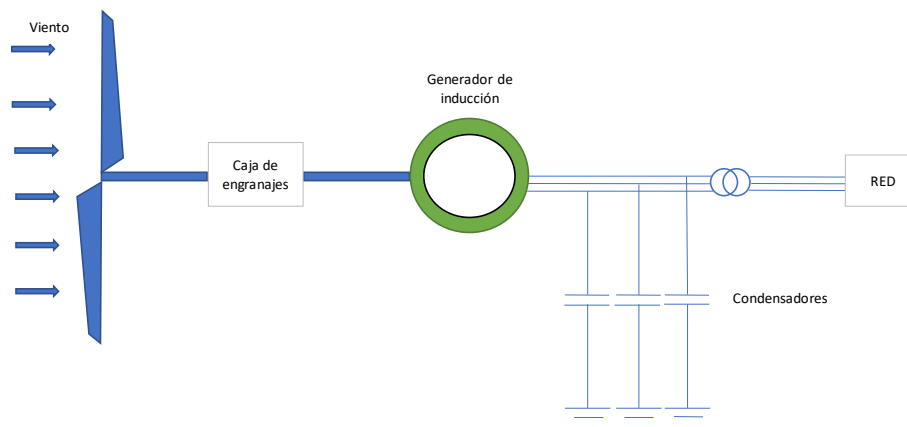 Viento
Generador de
inducción
Caja de
engranajes
RED
Condensadores